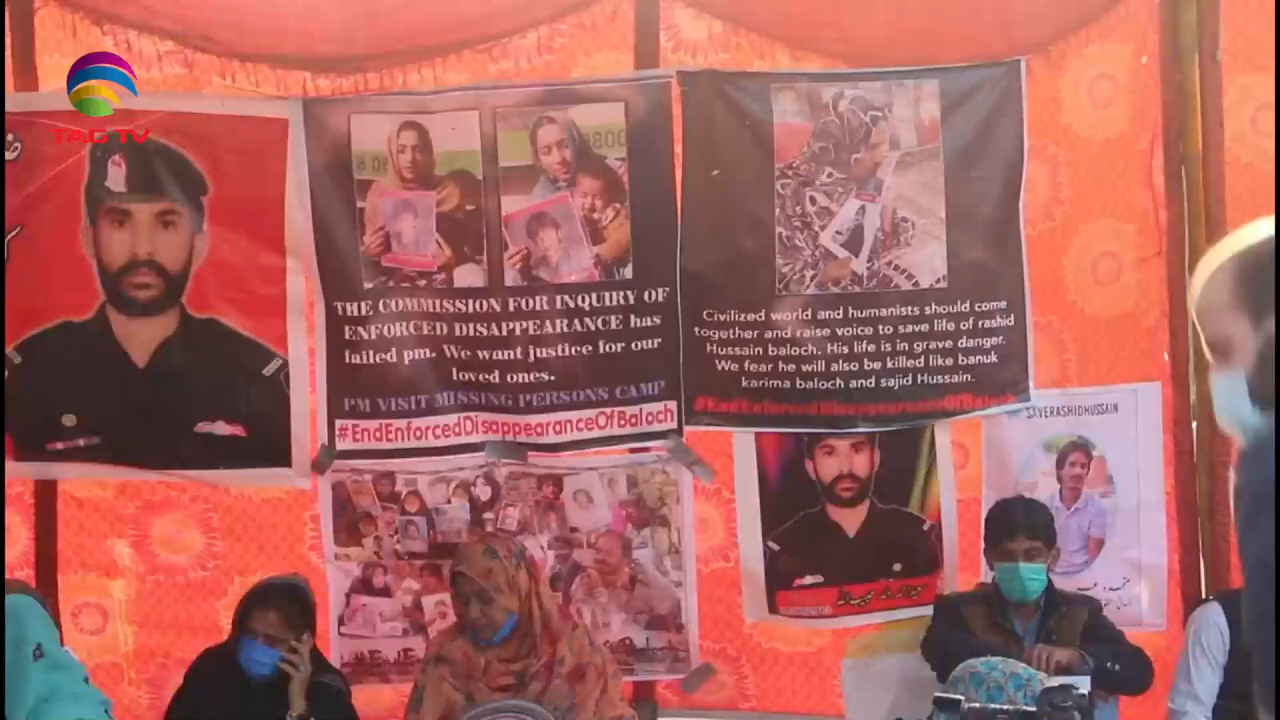 TAG TV
8 08
800
THE COMMISSION FOR INQUIRY OF
ENFORCED DISAPPEARANCE has
failed pm. We want justice for our
loved ones.
PM VISIT MISSING PERSONS CAMP
#EndEnforcedDisappearanceOfBaloch
Civilized world and humanists should come
together and raise voice to save life of rashid
Hussain baloch. His life is in grave danger.
We fear he will also be killed like banuk
karima baloch and sajid Hussain.
#EndEnforcedDisappearanceOfBaloch
SAVERASHIDHUSSAIN